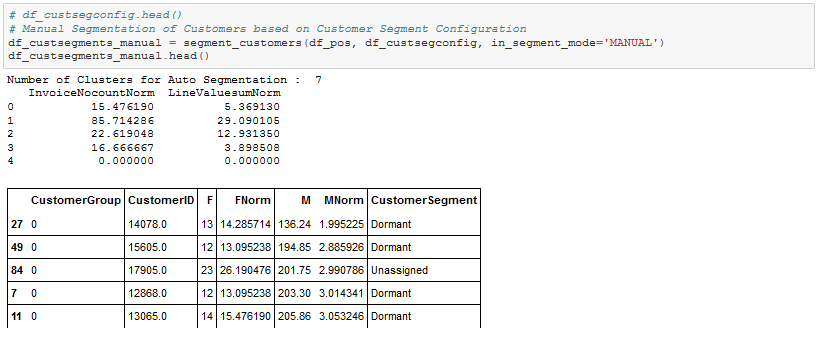 # df_custsegconfig.head()
# Manual Segmentation of Customers based on Customer Segment Configuration
df_custsegments_manual = segment_customers(df_pos, df_custsegconfig, in_segment_mode='MANUAL')
df_custsegments_manual.head()
Number of Clusters for Auto Segmentation :  7
InvoiceNocountNorm  LineValuesumNorm
0 15.476190 5.369130
1 85.714286 29.090105
2 22.619048 12.931350
3 16.666667 3.898508
4 0.000000 0.000000
CustomerGroup CustomerID F FNorm M MNorm CustomerSegment
27 0 14078.0 13 14.285714 136.24 1.995225 Dormant
49 0 15605.0 12 13.095238 194.85 2.885926 Dormant
84 0 17905.0 23 26.190476 201.75 2.990786 Unassigned
7 0 12868.0 12 13.095238 203.30 3.014341 Dormant
11 0 13065.0 14 15.476190 205.86 3.053246 Dormant